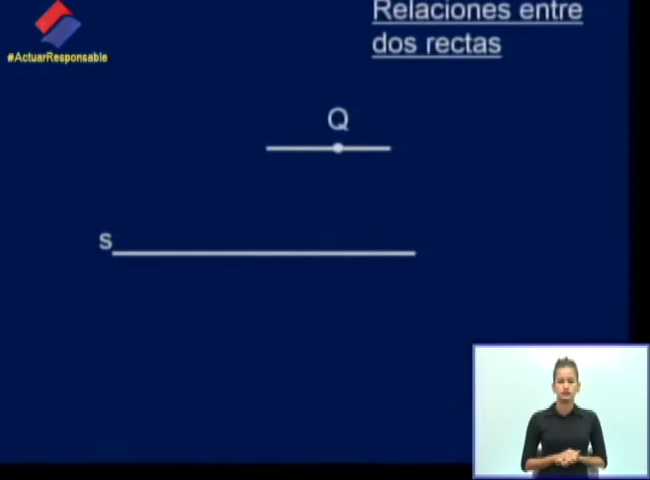 Relaciones entre
dos rectas
#ActuarResponsable
Q
s